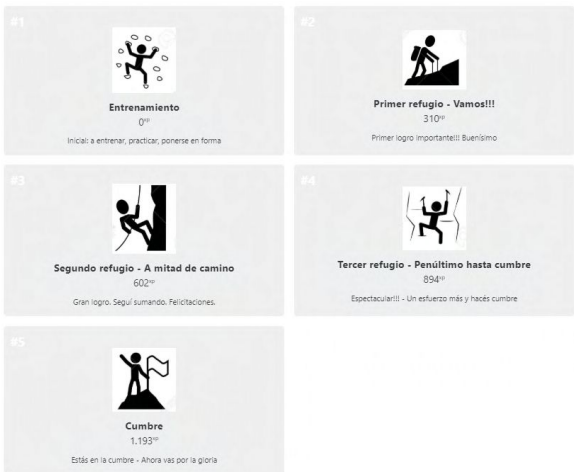 #1
Entrenamiento
0xp
Inicial: a entrenar, practicar, ponerse en forma
#2
Primer refugio - Vamos!!!
310xp
Primer logro importante!!! Buenísimo
#3
Segundo refugio - A mitad de camino
602xp
Gran logro. Seguí sumando. Felicitaciones.
#4
Tercer refugio - Penúltimo hasta cumbre
894xp
Espectacular!!! - Un esfuerzo más y hacés cumbre
#5
Cumbre
1.193xp
Estás en la cumbre - Ahora vas por la gloria